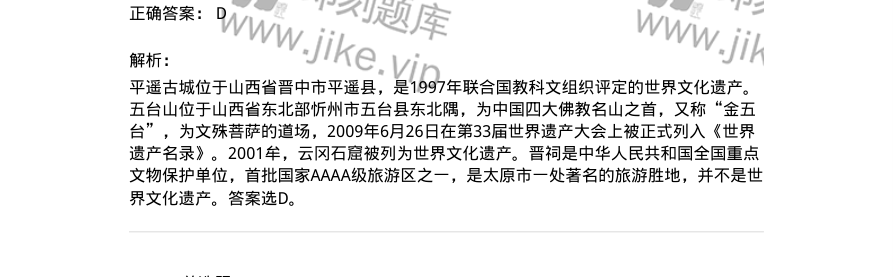 正确答案： D
刻题库
www.jike.vip
www.jike
解析：
平遥古城位于山西省晋中市平遥县，是1997年联合国教科文组织评定的世界文化遗产。
五台山位于山西省东北部忻州市五台县东北隅，为中国四大佛教名山之首，又称“金五
台”，为文殊菩萨的道场，2009年6月26日在第33届世界遗产大会上被正式列入《世界
遗产名录》。2001牟，云冈石窟被列为世界文化遗产。晋祠是中华人民共和国全国重点
文物保护单位，首批国家AAAA级旅游区之一，是太原市一处著名的旅游胜地，并不是世
界文化遗产。答案选D。